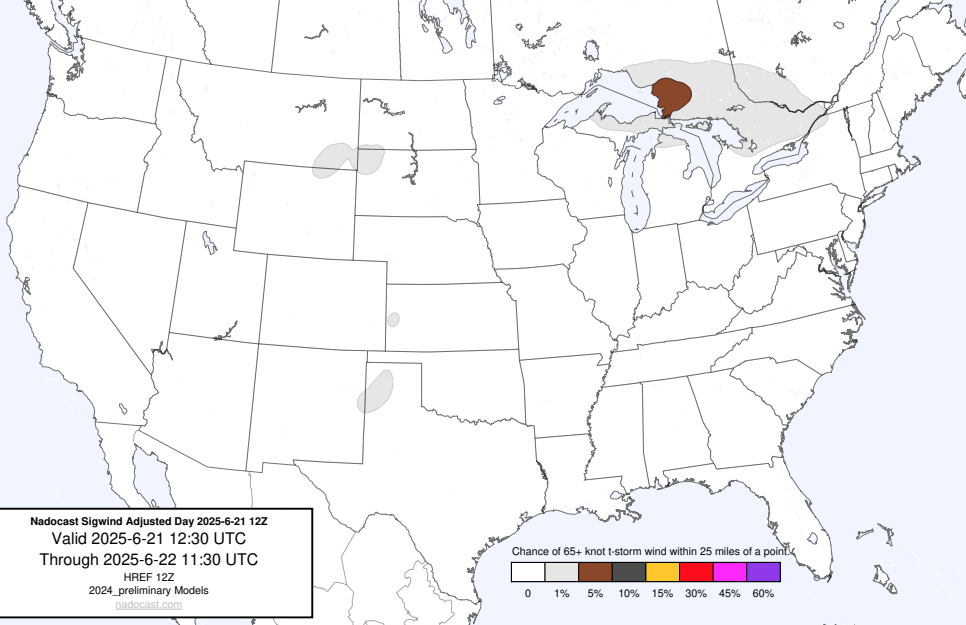 Nadocast Sigwind Adjusted Day 2025-6-21 12Z
Valid 2025-6-21 12:30 UTC
Through 2025-6-22 11:30 UTC
HREF 12Z
2024_preliminary Models
nadocast.com
Chance of 65+ knot t-storm wind within 25 miles of a point.
0 1% 5% 10% 15% 30% 45% 60%